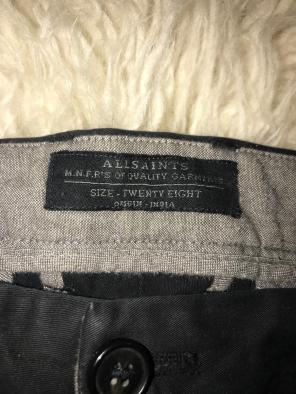 ALLSAINTS
M.N.F.R'S OF QUALITY GARMENTS
SIZE - TWENTY EIGHT
ORIGIN - INDIA